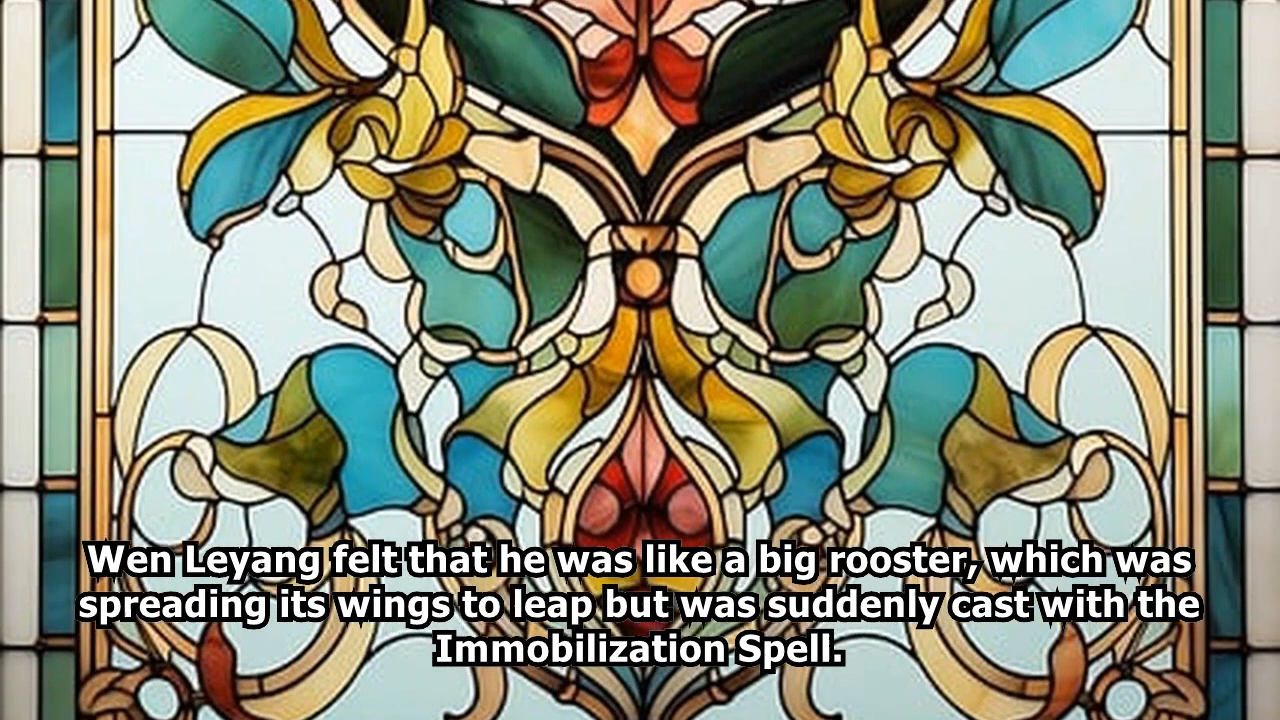 Wen Leyang felt that he was like a big rooster, which was
spreading its wings to leap but was suddenly cast with the
Immobilization Spell.